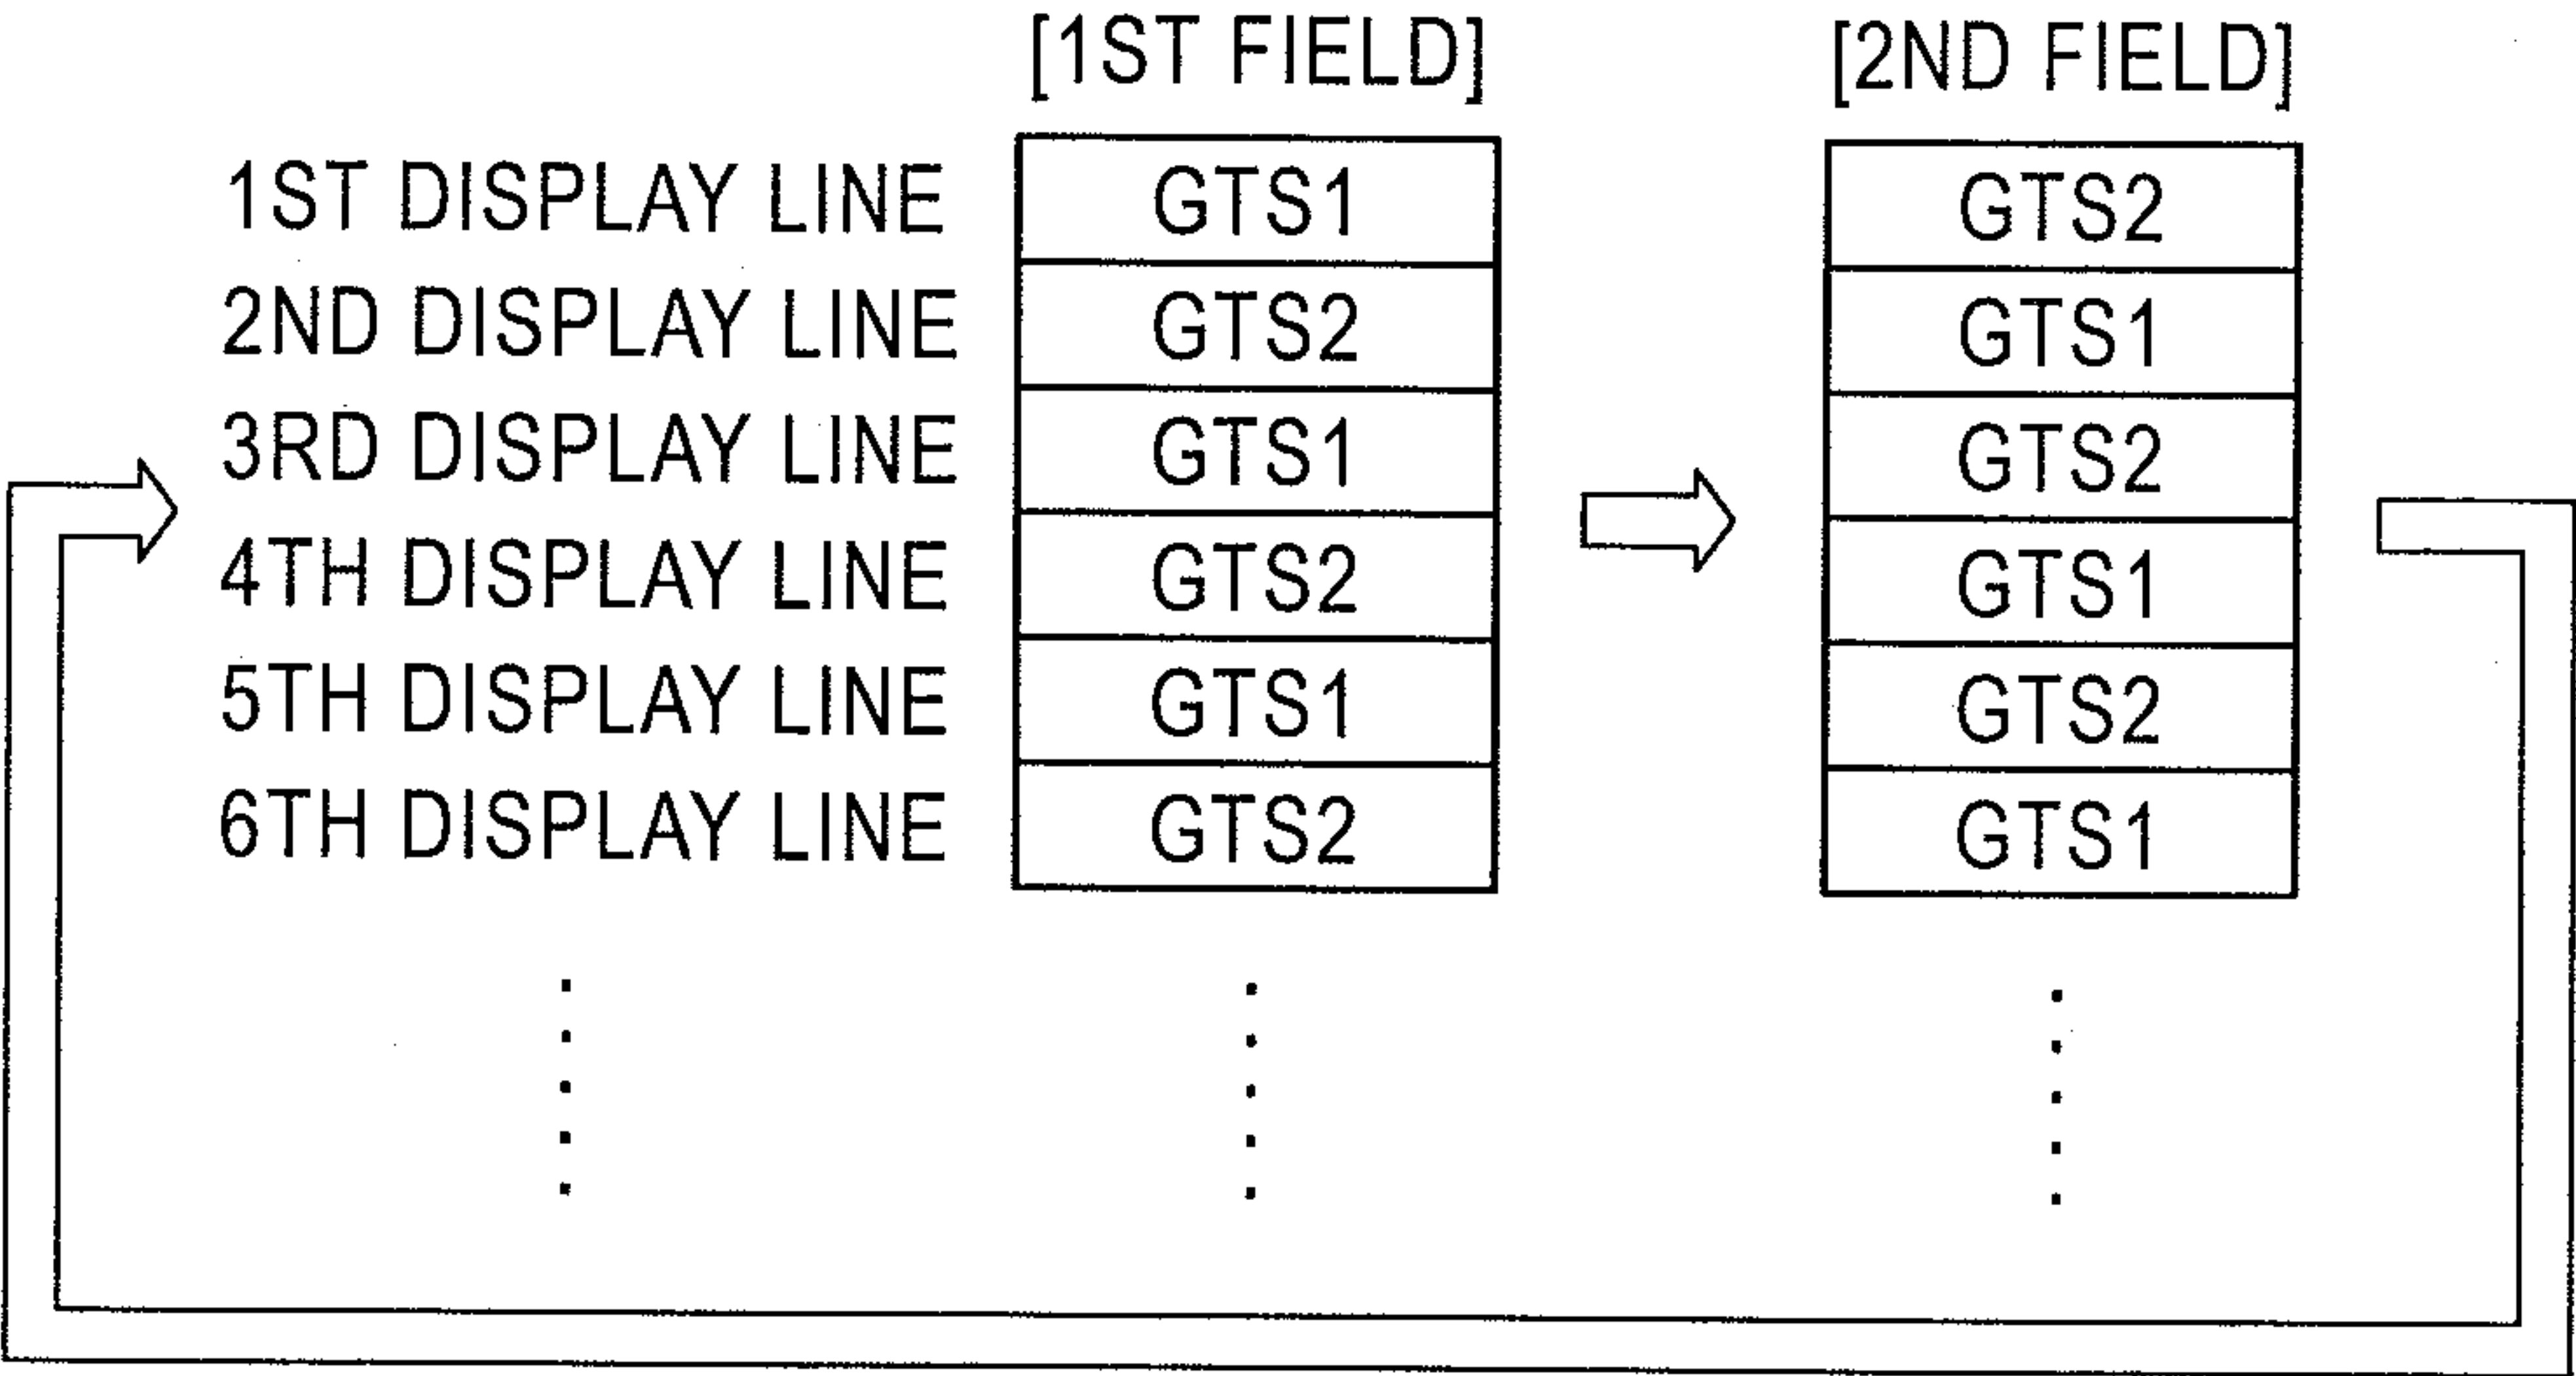 [1ST FIELD] [2ND FIELD]
1ST DISPLAY LINE GTS1 GTS2
2ND DISPLAY LINE GTS2 GTS1
3RD DISPLAY LINE GTS1 GTS2
4TH DISPLAY LINE GTS2 GTS1
5TH DISPLAY LINE GTS1 GTS2
6TH DISPLAY LINE GTS2 GTS1